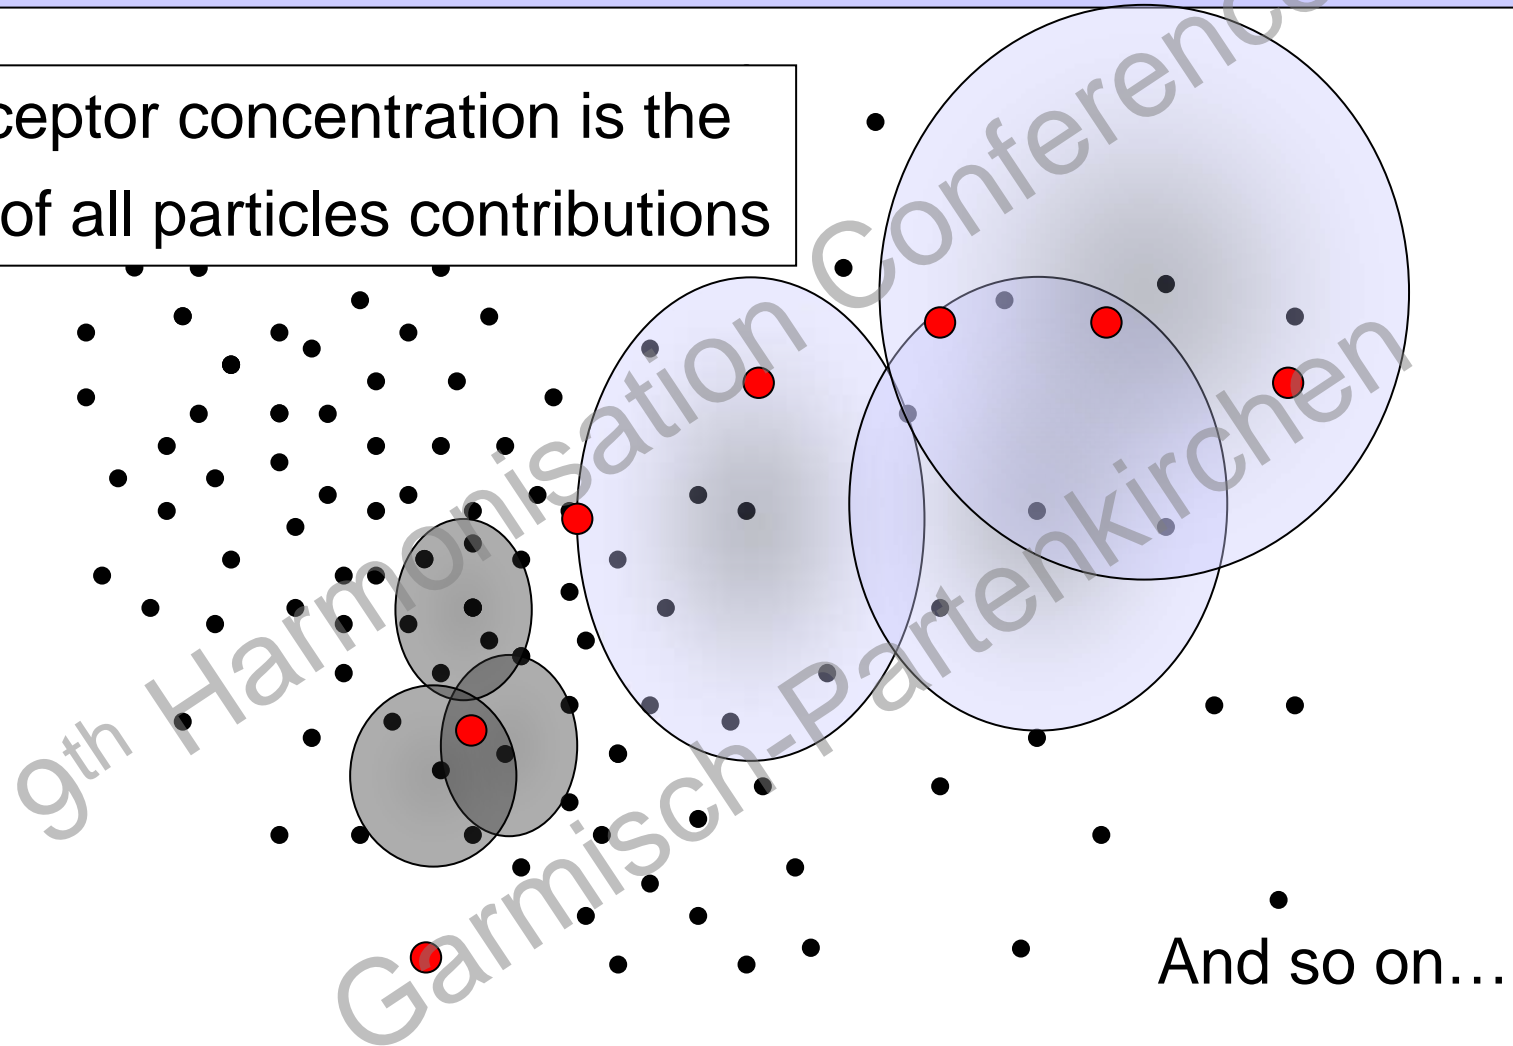 ceptor concentration is the
of all particles contributions
9th Harmonisation Conference
Garmisch-Partenkirchen
And so on…